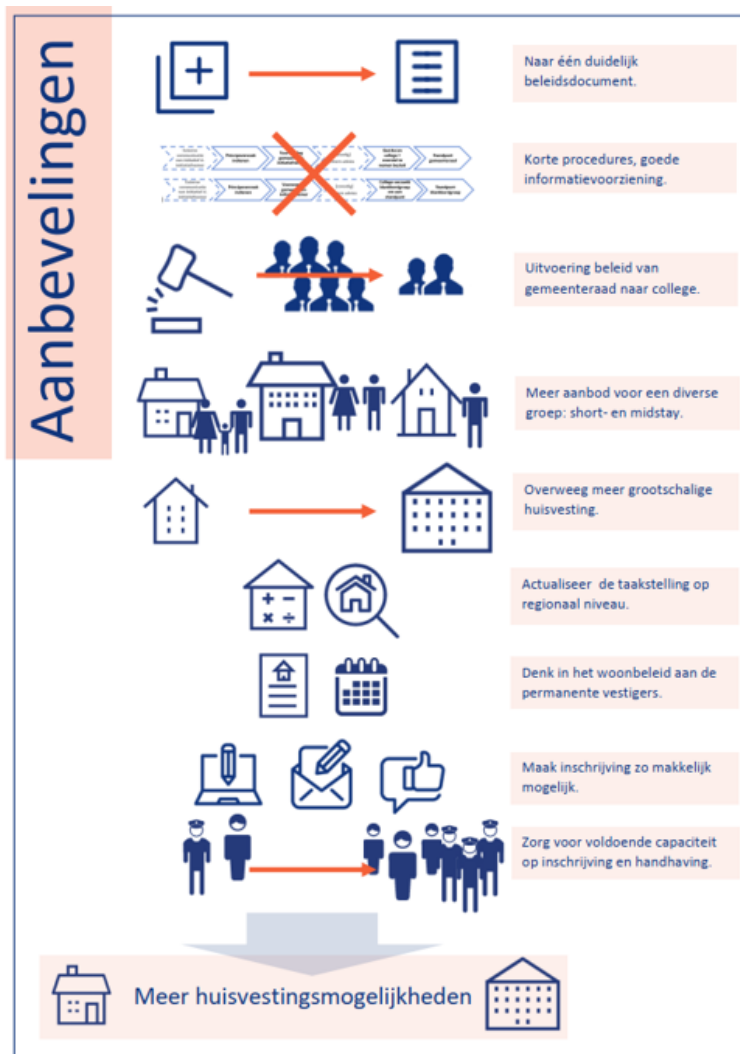 Aanbevelingen
Naar één duidelijk
beleidsdocument.
Korte procedures, goede
informatievoorziening.
Uitvoering beleid van
gemeenteraad naar college.
Meer aanbod voor een diverse
groep: short- en midstay.
Overweeg meer grootschalige
huisvesting.
Actualiseer de taakstelling op
regionaal niveau.
Denk in het woonbeleid aan de
permanente vestigers.
Maak inschrijving zo makkelijk
mogelijk.
Zorg voor voldoende capaciteit
op inschrijving en handhaving.
Meer huisvestingsmogelijkheden